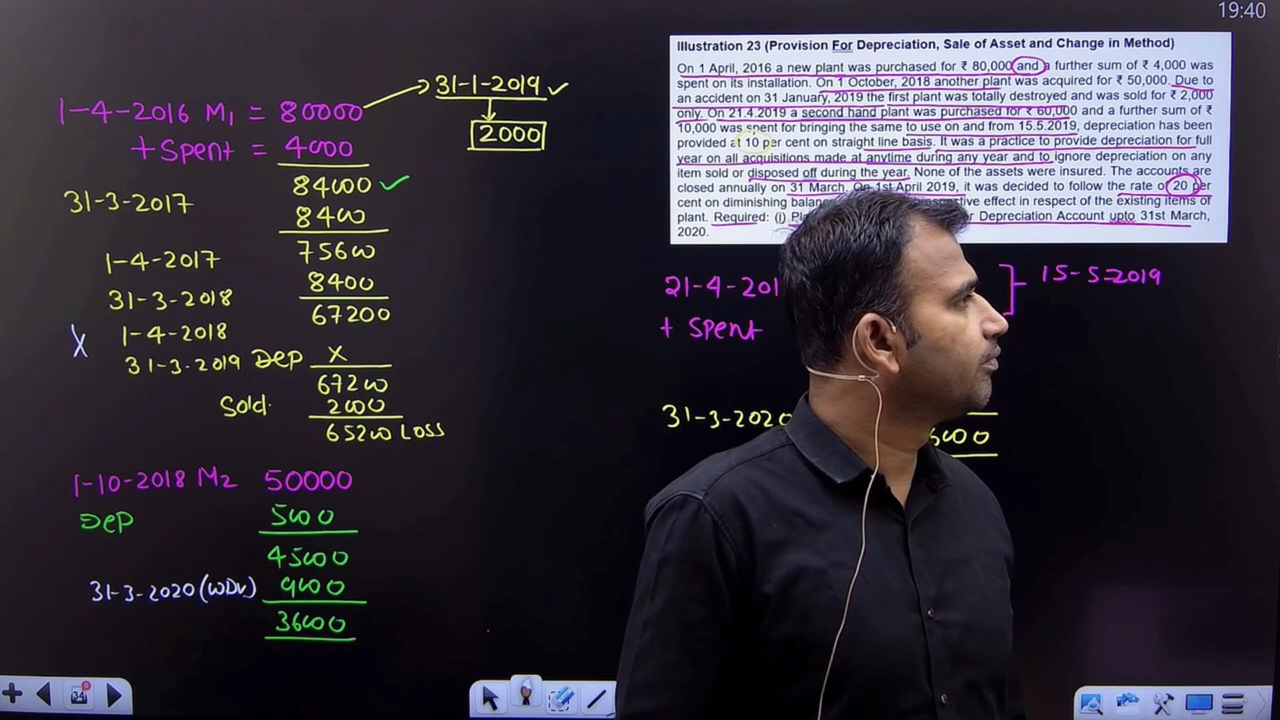 19:40
Illustration 23 (Provision For Depreciation, Sale of Asset and Change in Method)
On 1 April, 2016 a new plant was purchased for ₹ 80,000 and a further sum of ₹ 4,000 was
spent on its installation. On 1 October, 2018 another plant was acquired for ₹ 50,000. Due to
an accident on 31 January, 2019 the first plant was totally destroyed and was sold for ₹ 2,000
only. On 21.4.2019 a second hand plant was purchased for ₹ 60,000 and a further sum of ₹
10,000 was spent for bringing the same to use on and from 15.5.2019, depreciation has been
provided at 10 per cent on straight line basis. It was a practice to provide depreciation for full
year on all acquisitions made at anytime during any year and to ignore depreciation on any
item sold or disposed off during the year. None of the assets were insured. The accounts are
closed annually on 31 March. On 1st April 2019, it was decided to follow the rate of 20 per
cent on diminishing effect in respect of the existing items of
plant. Required: (i) r Depreciation Account upto 31st March,
2020.
1-4-2016 M1 = 80000
31-1-2019 ✓
2000
+ Spent = 4000
84000 ✓
31-3-2017 8400
75600
1-4-2017
31-3-2018 8400
67200
X 1-4-2018
31-3-2019 Dep X
67200
Sold. 2000
65200 Loss
1-10-2018 M2 50000
Dep 5000
45000
31-3-2020 (WDV) 9000
36000
21-4-201 } 15-5-2019
+ Spent
31-3-2020
6000